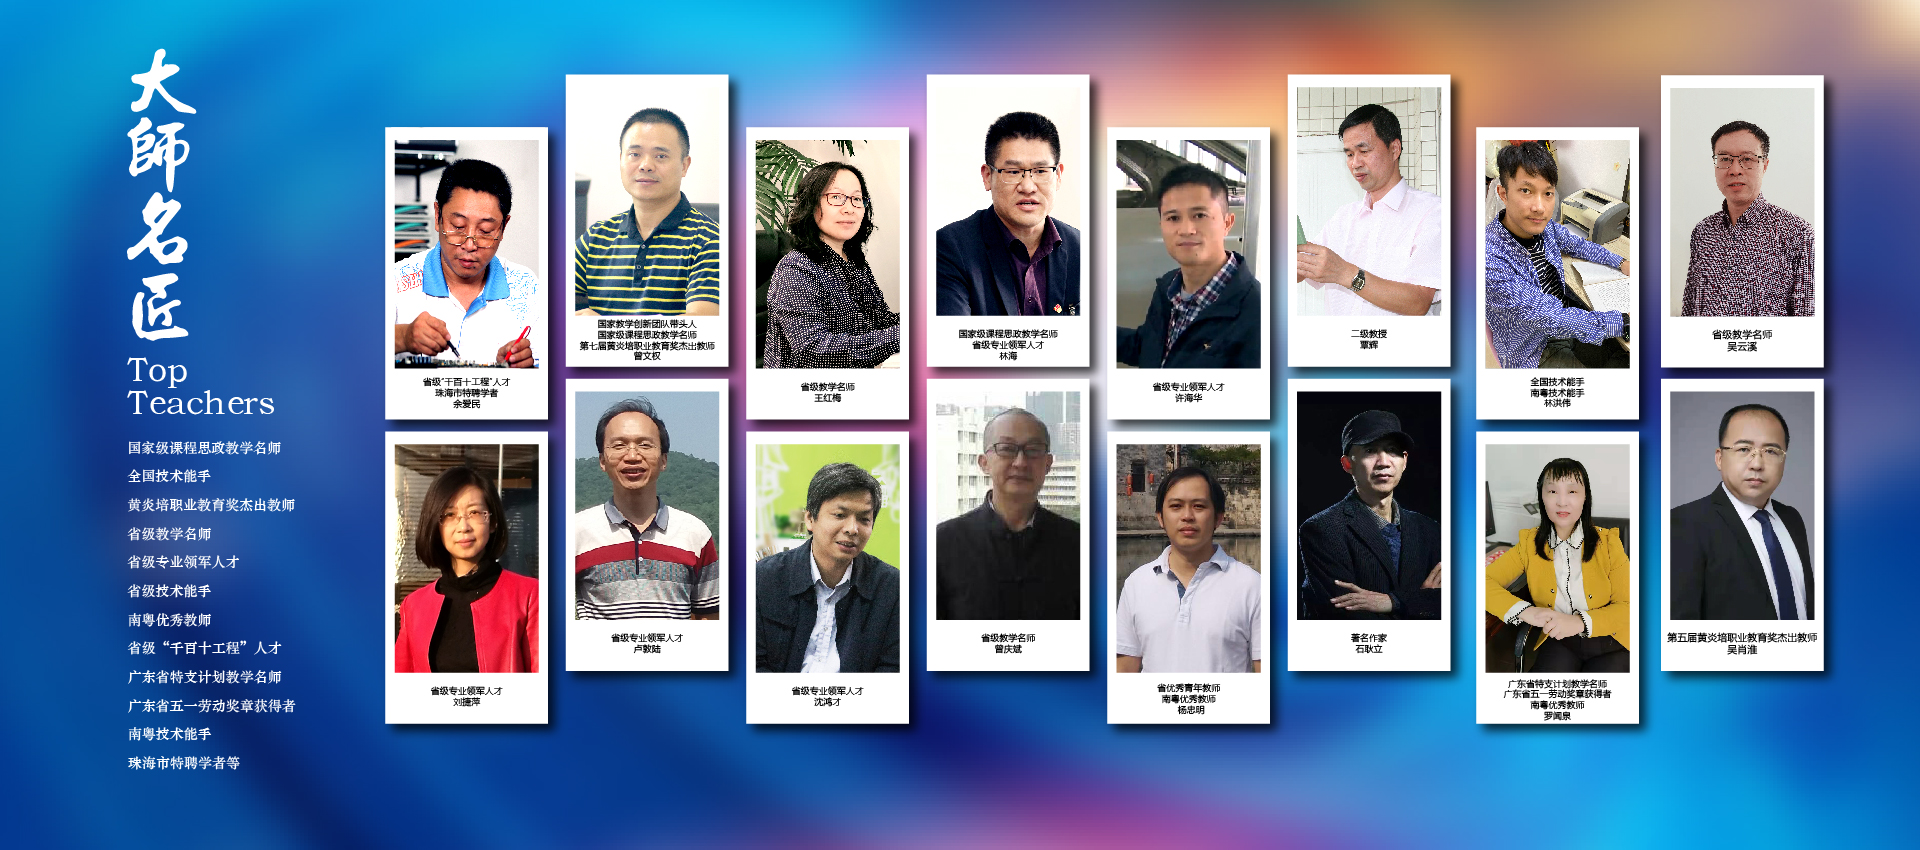 大師名匠
Top
Teachers
国家级课程思政教学名师
全国技术能手
黄炎培职业教育奖杰出教师
省级教学名师
省级专业领军人才
省级技术能手
南粤优秀教师
省级“千百十工程”人才
广东省特支计划教学名师
广东省五一劳动奖章获得者
南粤技术能手
珠海市特聘学者等
省级“千百十工程”人才
珠海市特聘学者
余爱民
国家教学创新团队带头人
国家级课程思政教学名师
第七届黄炎培职业教育奖杰出教师
曾文权
省级教学名师
王红梅
国家级课程思政教学名师
省级专业领军人才
林海
省级专业领军人才
许海华
二级教授
覃辉
全国技术能手
南粤技术能手
林洪伟
省级教学名师
吴云溪
省级专业领军人才
刘捷萍
省级专业领军人才
卢敦陆
省级专业领军人才
沈鸿才
省级教学名师
曾庆斌
省优秀青年教师
南粤优秀教师
杨忠明
著名作家
石耿立
广东省特支计划教学名师
广东省五一劳动奖章获得者
南粤优秀教师
罗闻泉
第五届黄炎培职业教育奖杰出教师
吴肖淮